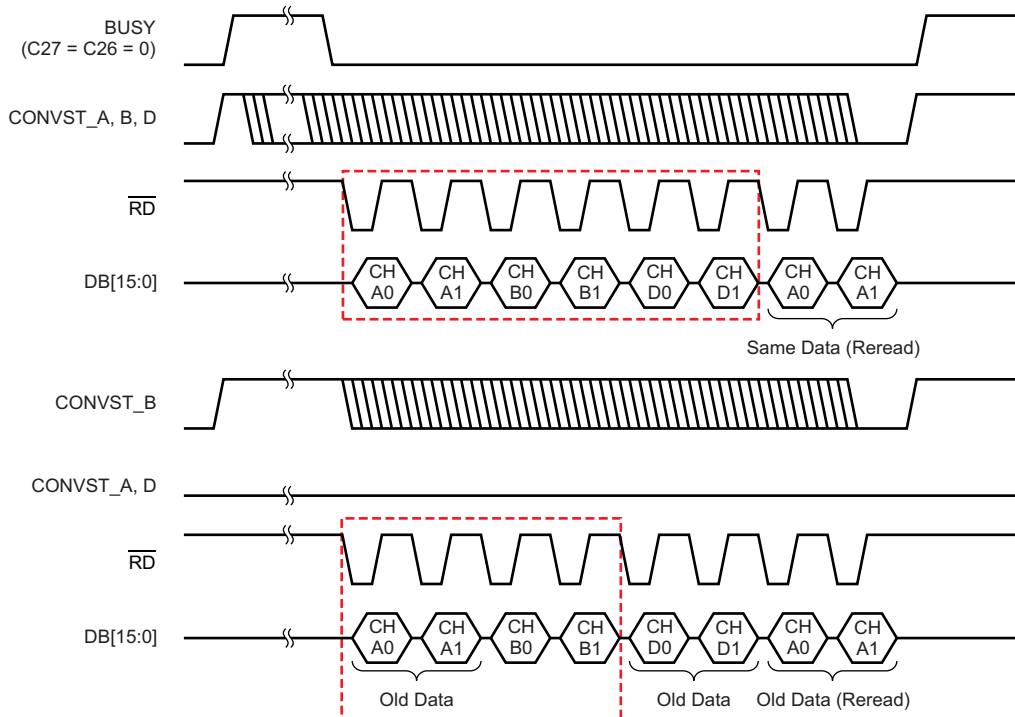 BUSY
(C27 = C26 = 0)
CONVST_A, B, D
RD
DB[15:0]
CH A0
CH A1
CH B0
CH B1
CH D0
CH D1
CH A0
CH A1
Same Data (Reread)
CONVST_B
CONVST_A, D
RD
DB[15:0]
CH A0
CH A1
CH B0
CH B1
CH D0
CH D1
CH A0
CH A1
Old Data
Old Data
Old Data (Reread)